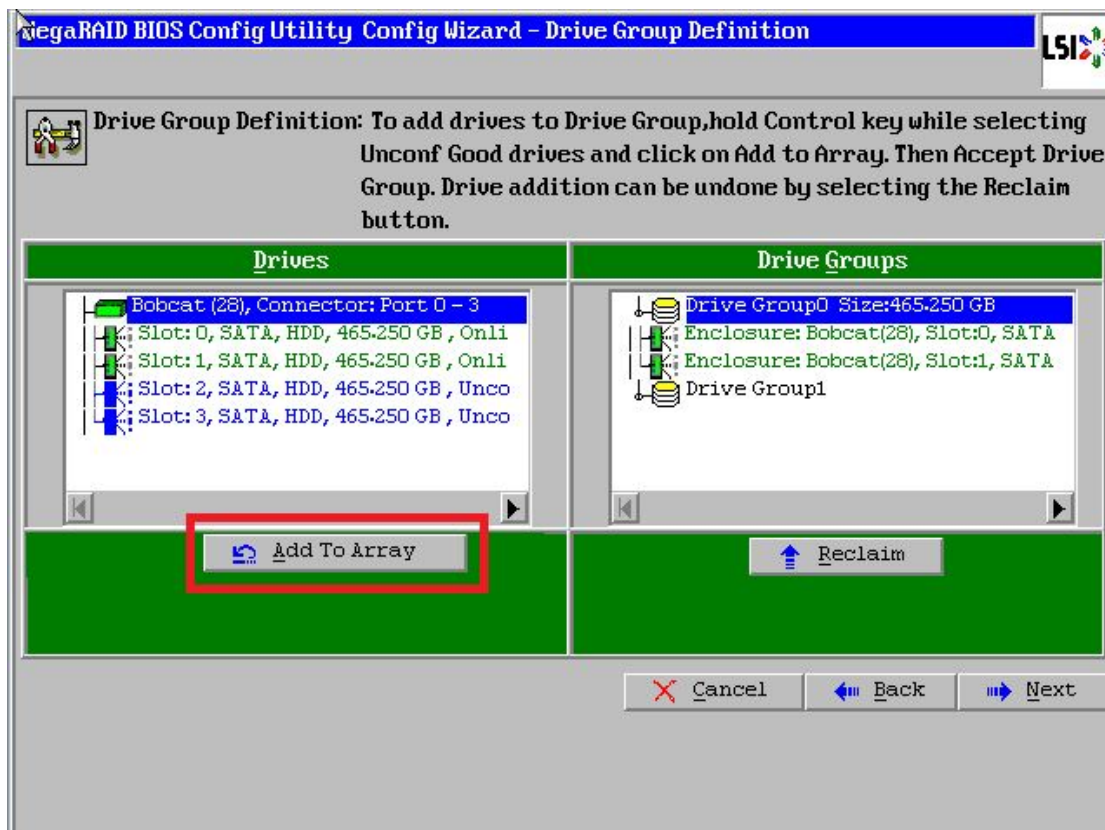 MegaRAID BIOS Config Utility Config Wizard – Drive Group Definition
LSI
Drive Group Definition: To add drives to Drive Group,hold Control key while selecting
Unconf Good drives and click on Add to Array. Then Accept Drive
Group. Drive addition can be undone by selecting the Reclaim
button.
Drives
Bobcat (28), Connector: Port 0 – 3
Slot: 0, SATA, HDD, 465.250 GB , Onli
Slot: 1, SATA, HDD, 465.250 GB , Onli
Slot: 2, SATA, HDD, 465.250 GB , Unco
Slot: 3, SATA, HDD, 465.250 GB , Unco
Add To Array
Drive Groups
Drive Group0 Size:465.250 GB
Enclosure: Bobcat(28), Slot:0, SATA
Enclosure: Bobcat(28), Slot:1, SATA
Drive Group1
Reclaim
Cancel
Back
Next